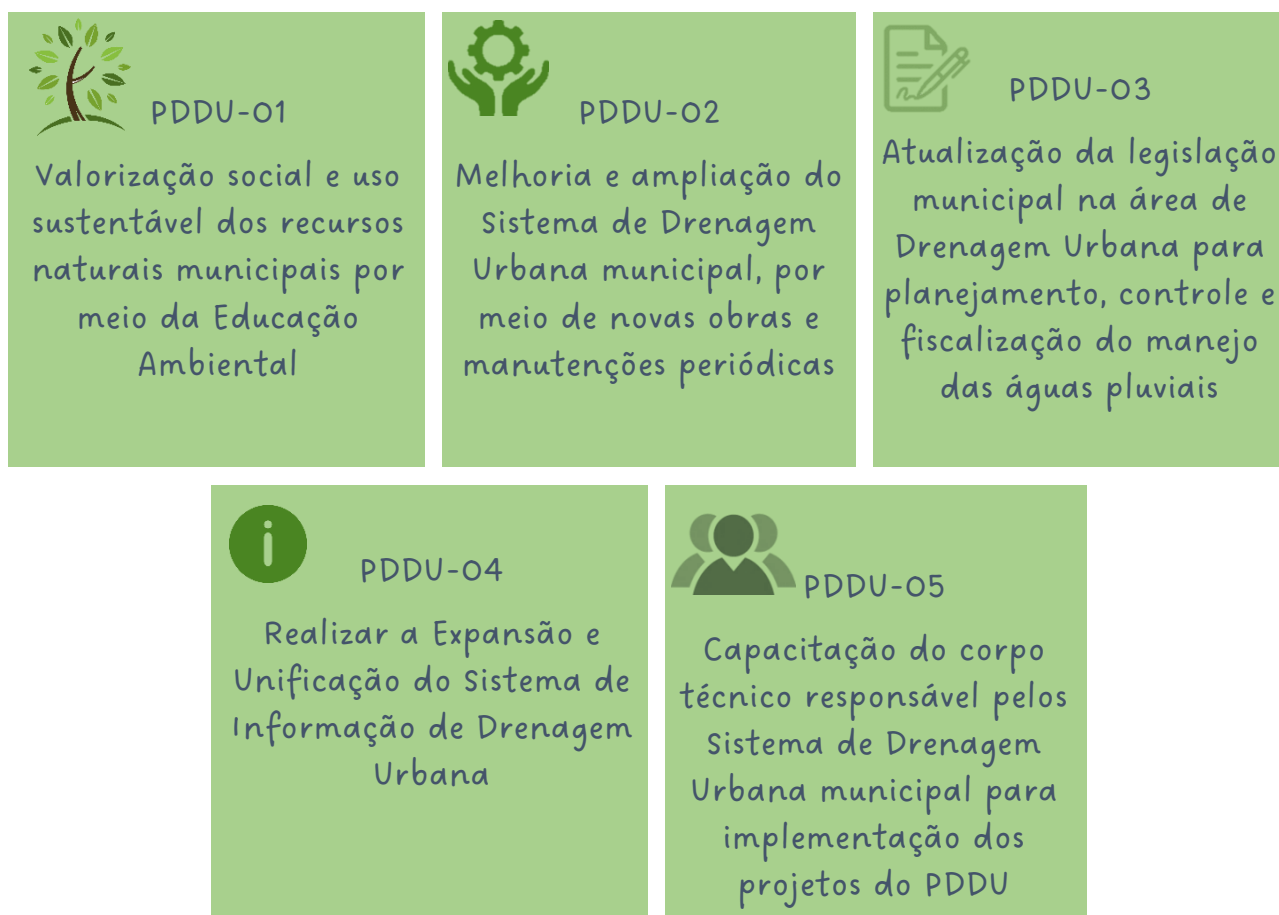 PDDU-01
Valorização social e uso
sustentável dos recursos
naturais municipais por
meio da Educação
Ambiental
PDDU-02
Melhoria e ampliação do
Sistema de Drenagem
Urbana municipal, por
meio de novas obras e
manutenções periódicas
PDDU-03
Atualização da legislação
municipal na área de
Drenagem Urbana para
planejamento, controle e
fiscalização do manejo
das águas pluviais
PDDU-04
Realizar a Expansão e
Unificação do Sistema de
Informação de Drenagem
Urbana
PDDU-05
Capacitação do corpo
técnico responsável pelos
Sistema de Drenagem
Urbana municipal para
implementação dos
projetos do PDDU